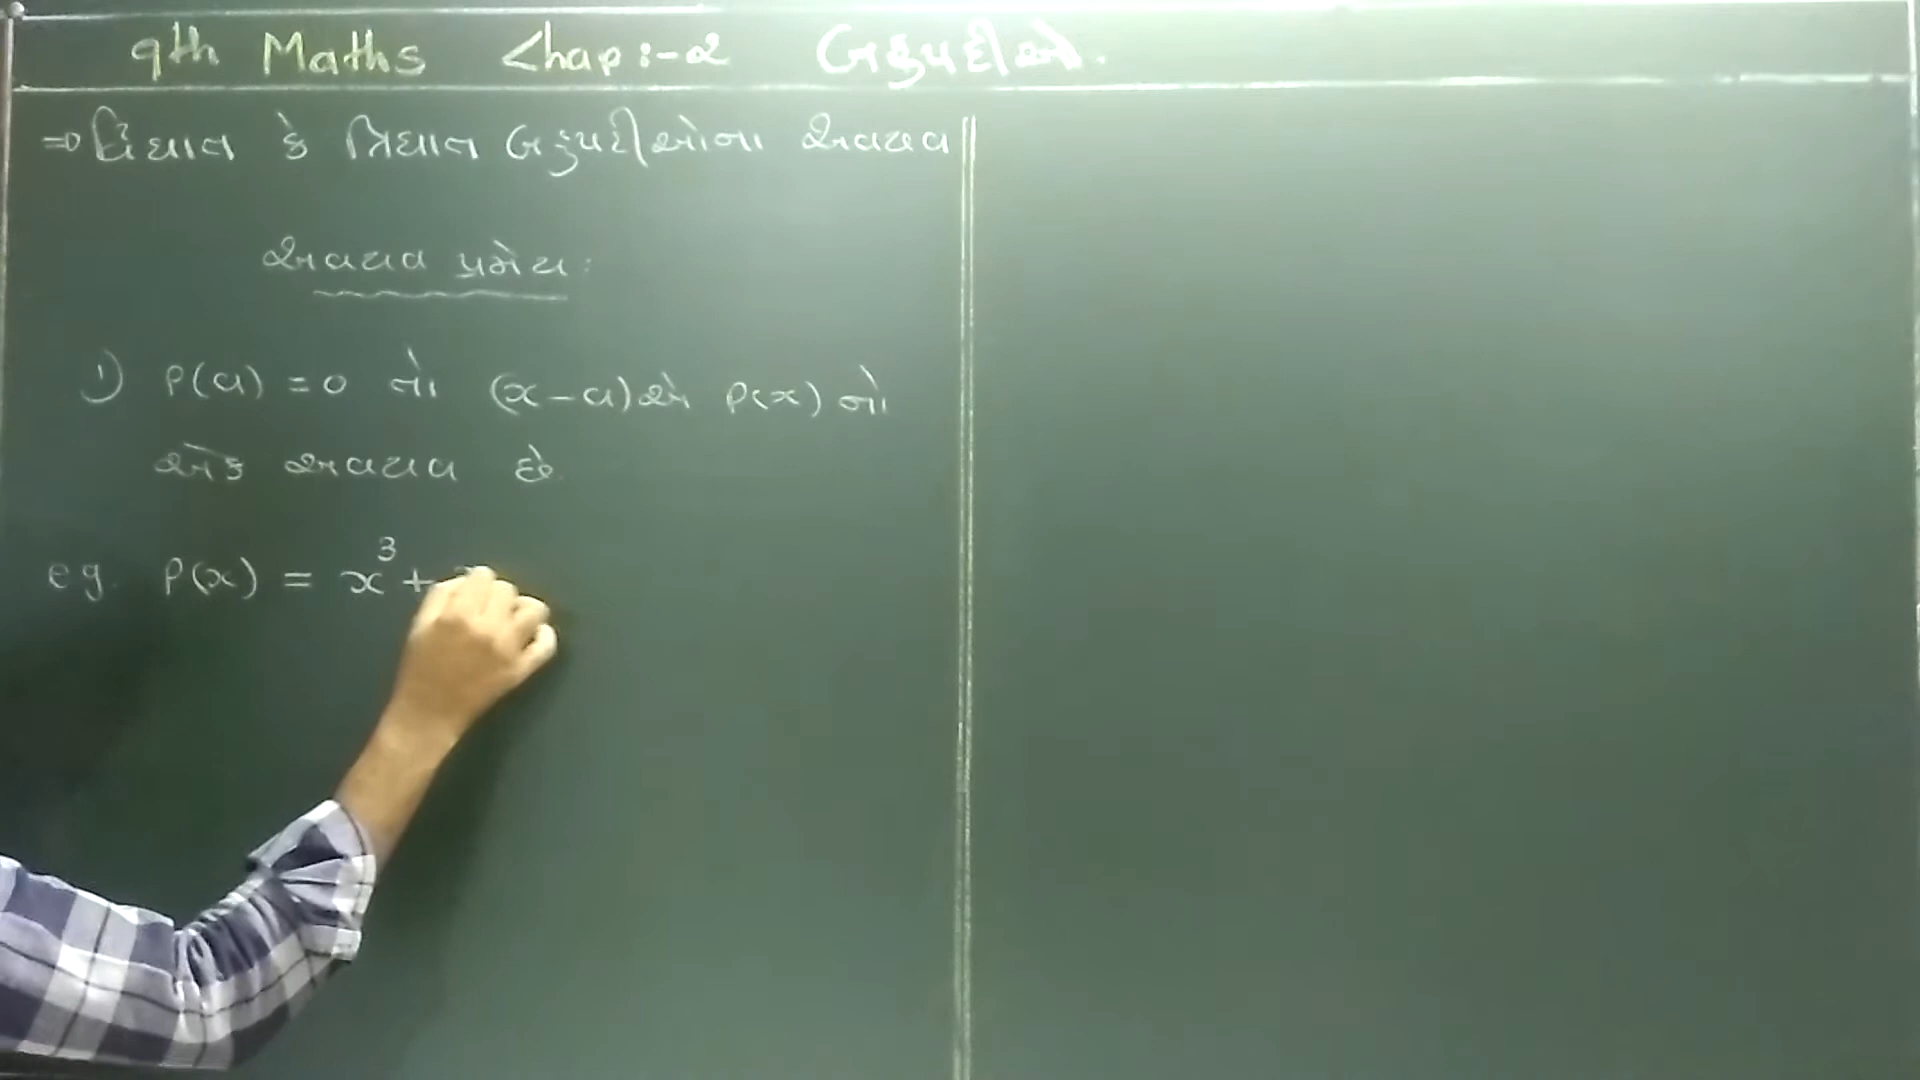 9th Maths Chap:-2 બહુપદીઓ.
⇒ દ્વિઘાત કે ત્રિઘાત બહુપદીઓના અવયવ
અવયવ પ્રમેય:
1) P(a) = 0 તો (x-a) એ P(x) નો
એક અવયવ છે.
eg. P(x) = x³ +